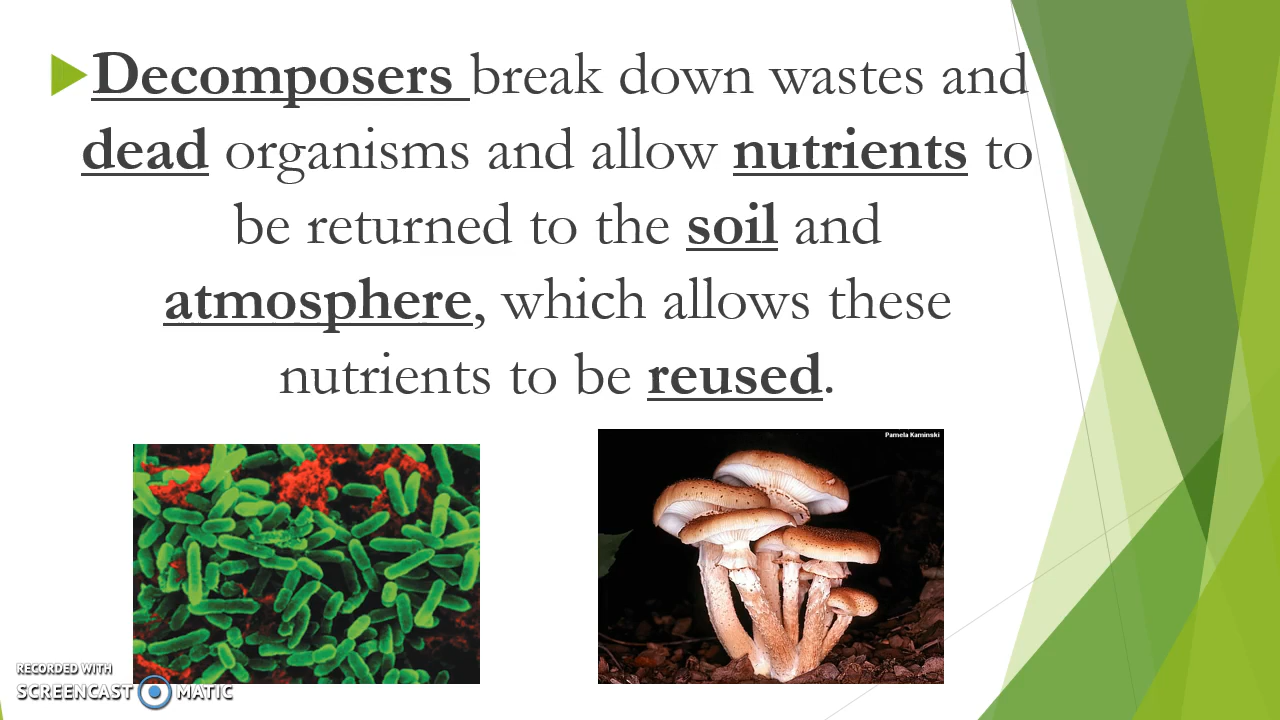 Decomposers break down wastes and
dead organisms and allow nutrients to
be returned to the soil and
atmosphere, which allows these
nutrients to be reused.
Pamela Kaminski
RECORDED WITH
SCREENCAST MATIC